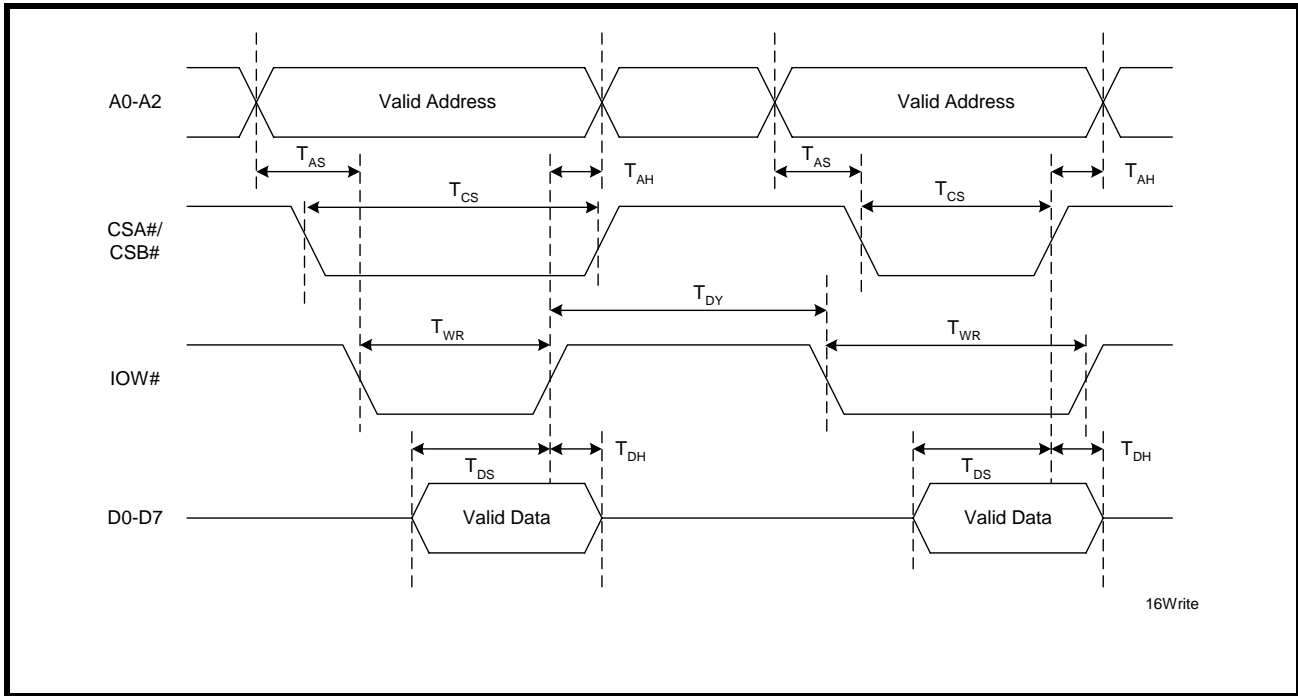 A0-A2
Valid Address
Valid Address
TAS
TAH
TAS
TAH
TCS
TCS
CSA#/
CSB#
TDY
TWR
TWR
IOW#
TDH
TDH
TDS
TDS
D0-D7
Valid Data
Valid Data
16Write